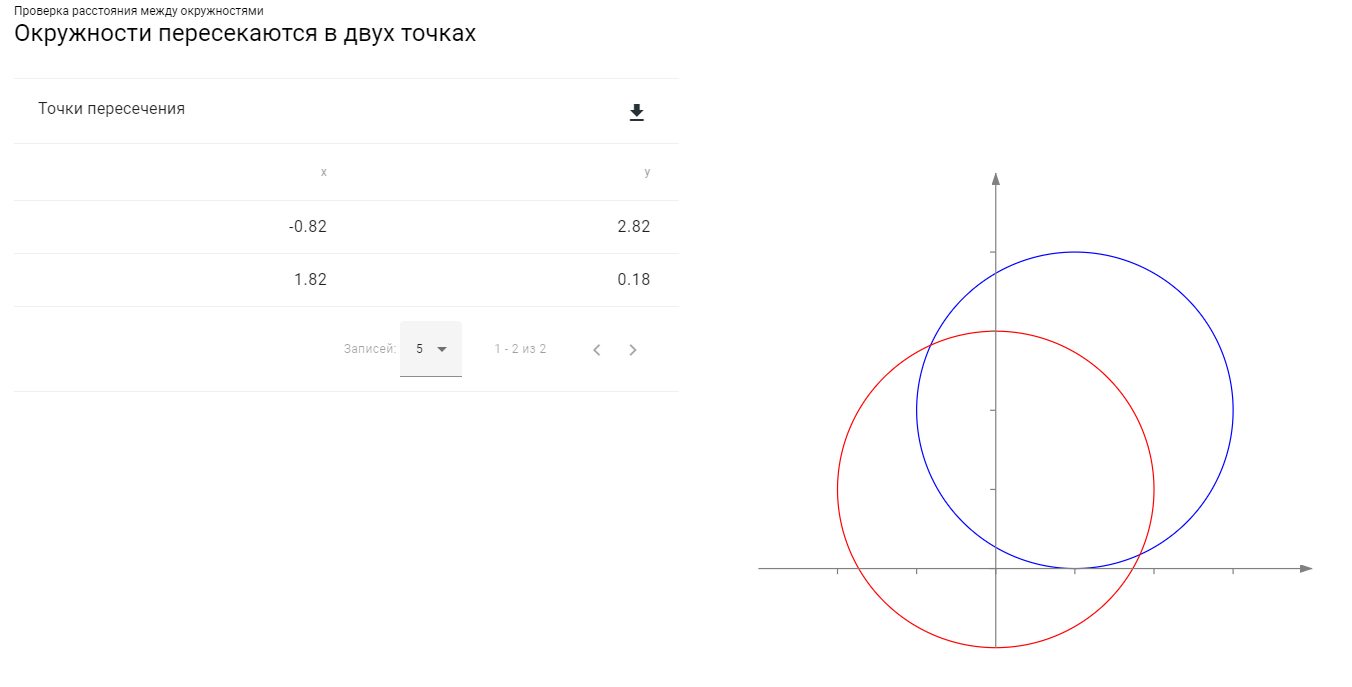 Проверка расстояния между окружностями
Окружности пересекаются в двух точках
Точки пересечения
x y
-0.82 2.82
1.82 0.18
Записей: 5 1 - 2 из 2